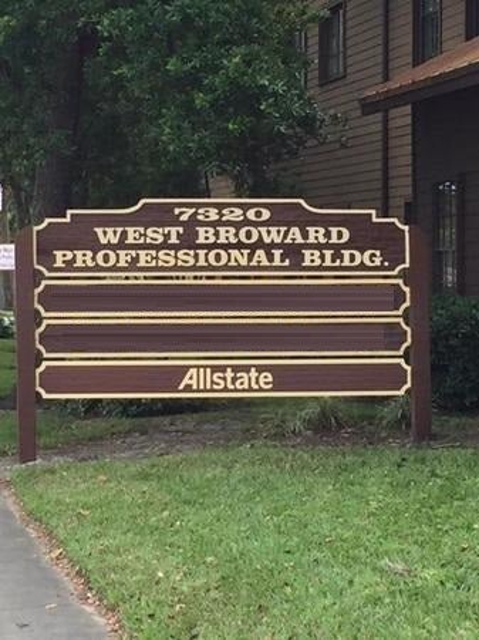 7320
WEST BROWARD
PROFESSIONAL BLDG.
Allstate